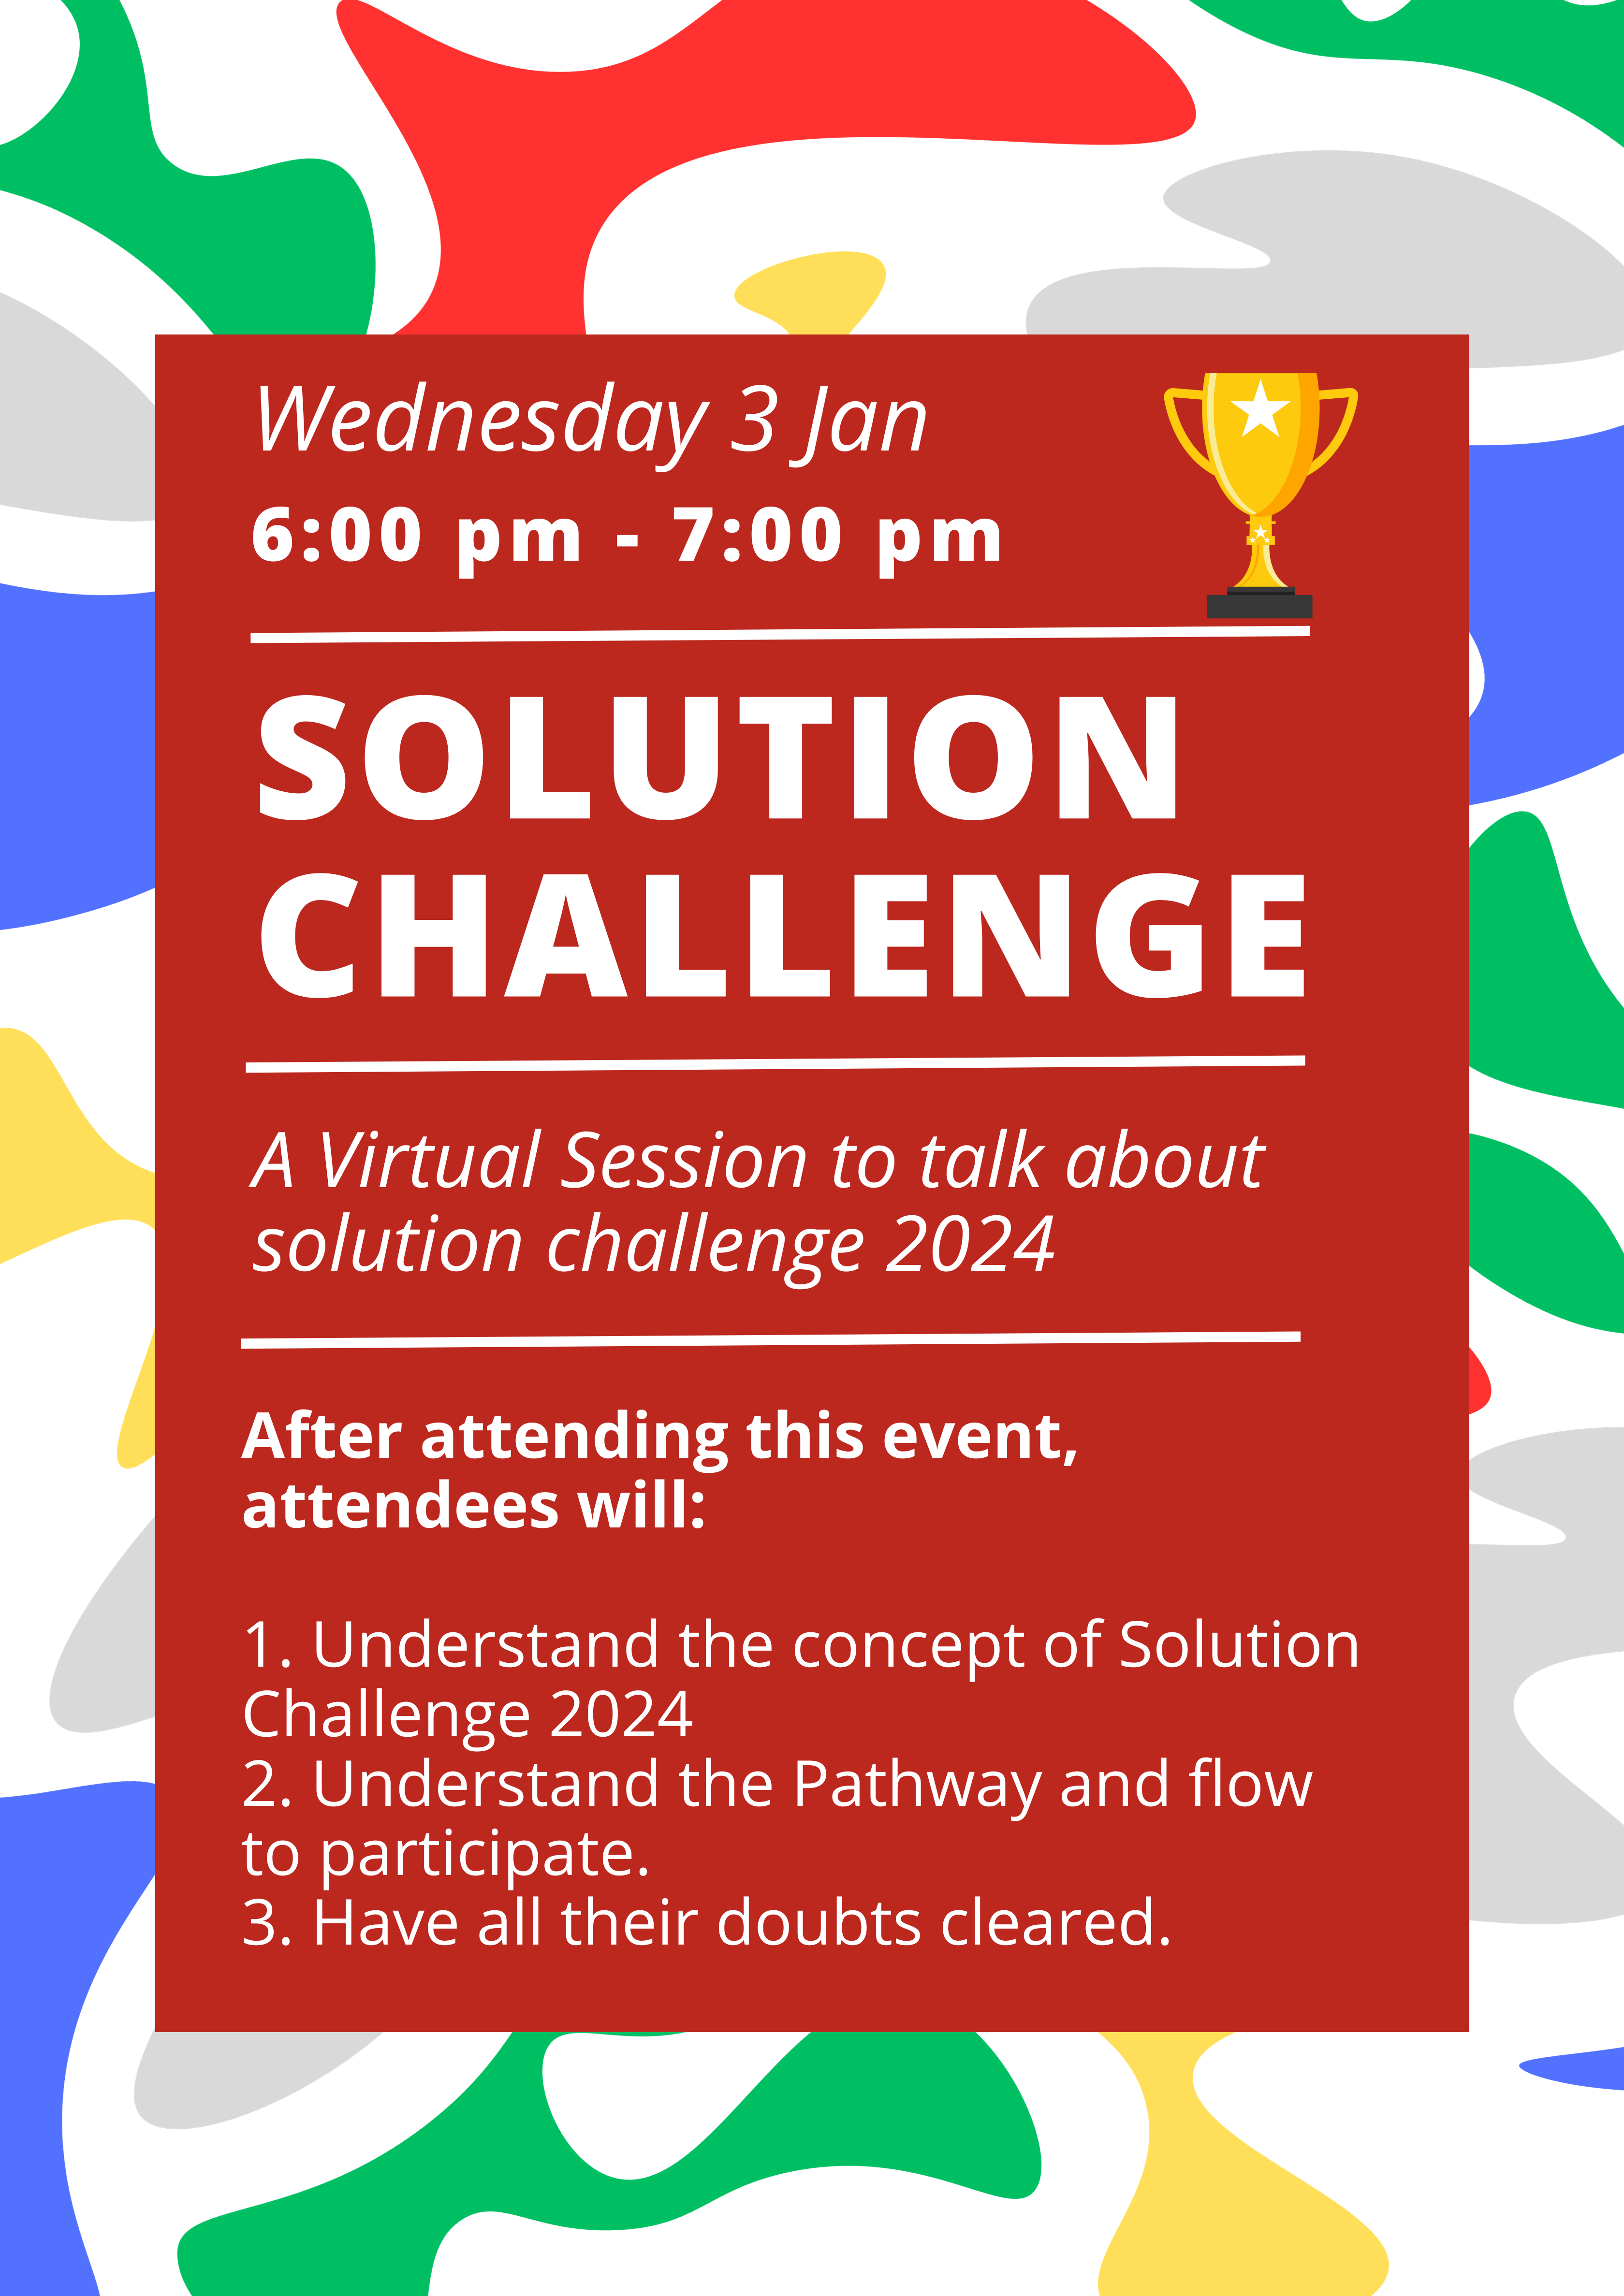 Wednesday 3 Jan
6:00 pm - 7:00 pm
SOLUTION
CHALLENGE
A Virtual Session to talk about
solution challenge 2024
After attending this event,
attendees will:
1. Understand the concept of Solution
Challenge 2024
2. Understand the Pathway and flow
to participate.
3. Have all their doubts cleared.